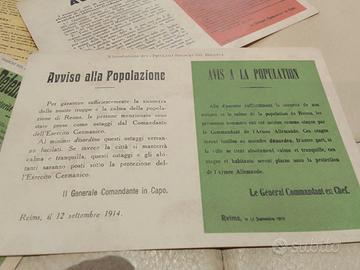 Avviso alla Popolazione
Per garantire sufficientemente la sicurezza
delle nostre truppe e la calma della popolazione
di Reims, le persone menzionate sono
state prese come ostaggi dal Comandante
dell'Esercito Germanico.
Al minimo disordine questi ostaggi verranno
fucilati. Se invece la città si manterrà
calma e tranquilla, questi ostaggi e gli abitanti
saranno posti sotto la protezione dell'Esercito
Germanico.
Il Generale Comandante in Capo.
Reims, il 12 settembre 1914.
AVIS A LA POPULATION
Afin d'assurer suffisamment la sécurité de nos
troupes et le calme de la population de Reims, les
personnes nommées ont été saisies comme otages par
le Commandant de l'Armée Allemande. Ces otages
seront fusillés au moindre désordre. D'autre part, si
la ville se tient absolument calme et tranquille, ces
otages et habitants seront placés sous la protection
de l'Armée Allemande.
Le Général Commandant en Chef.
Reims, le 12 Septembre 1914
subito